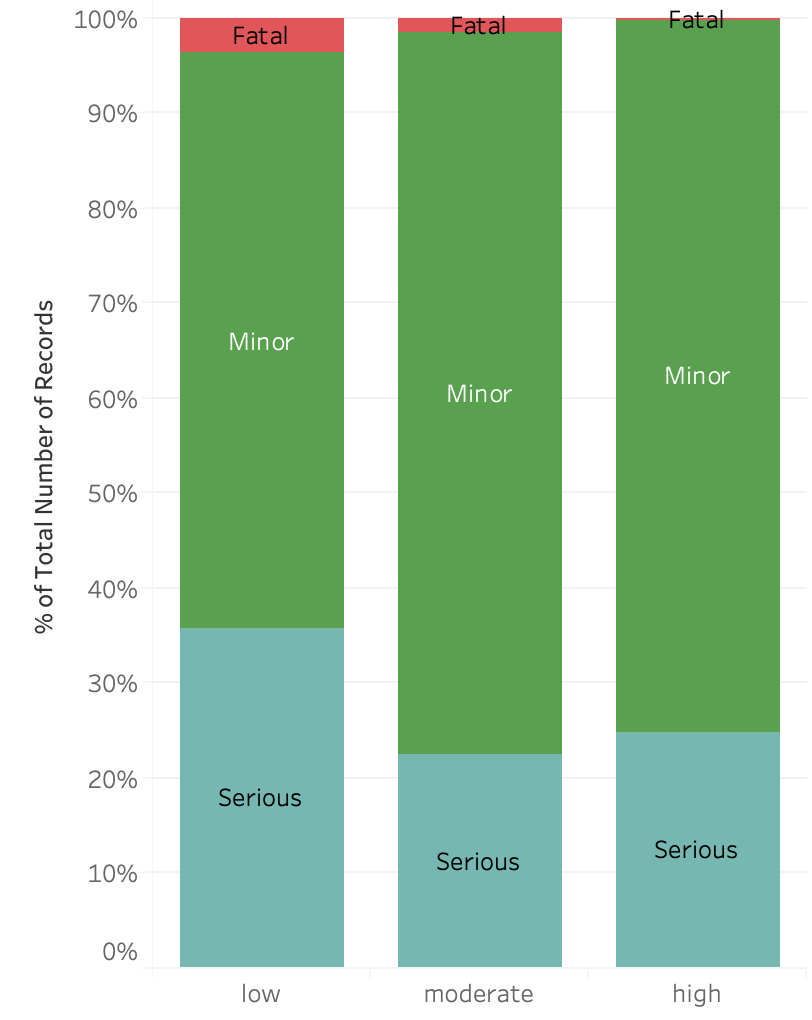 100%
90%
80%
70%
60%
50%
40%
30%
20%
10%
0%
% of Total Number of Records
Fatal
Minor
Serious
Fatal
Minor
Serious
Fatal
Minor
Serious
low
moderate
high